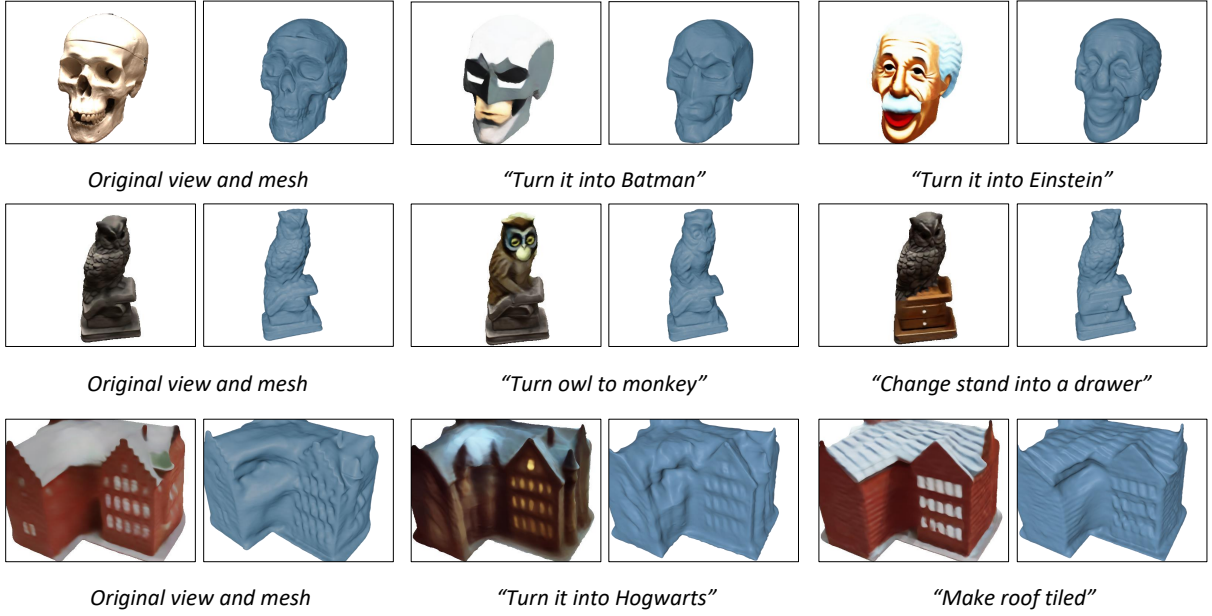 Original view and mesh
“Turn it into Batman”
“Turn it into Einstein”
Original view and mesh
“Turn owl to monkey”
“Change stand into a drawer”
Original view and mesh
“Turn it into Hogwarts”
“Make roof tiled”